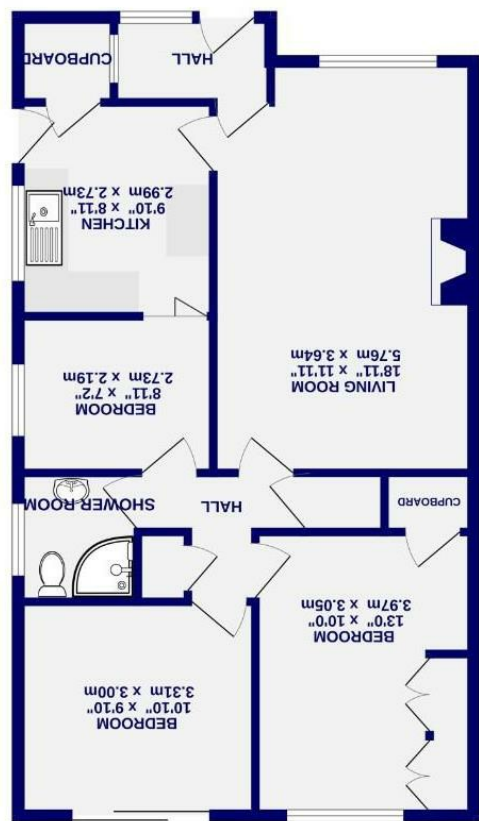 BEDROOM
10'10" x 9'10"
3.31m x 3.00m
BEDROOM
13'0" x 10'0"
3.97m x 3.05m
CUPBOARD
HALL
SHOWER ROOM
BEDROOM
8'11" x 7'2"
2.73m x 2.19m
LIVING ROOM
18'11" x 11'11"
5.76m x 3.64m
KITCHEN
9'10" x 8'11"
2.99m x 2.73m
HALL
CUPBOARD